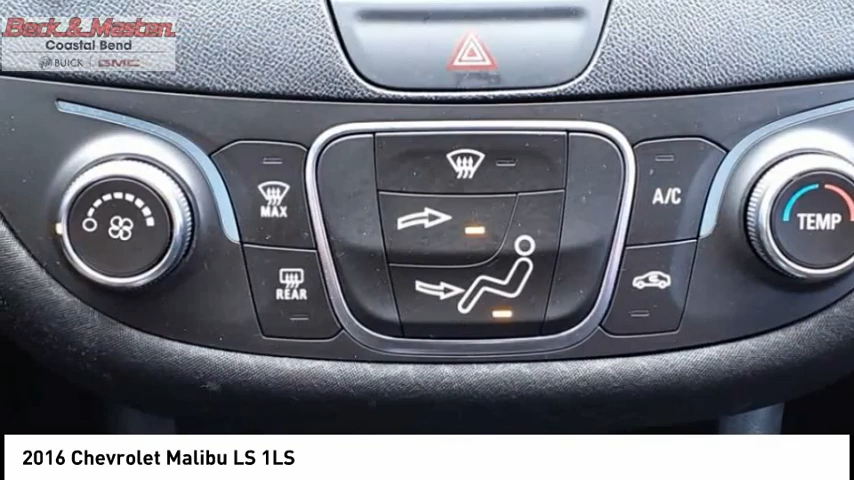 Beck & Masten
Coastal Bend
BUICK GMC
MAX
A/C
TEMP
REAR
2016 Chevrolet Malibu LS 1LS